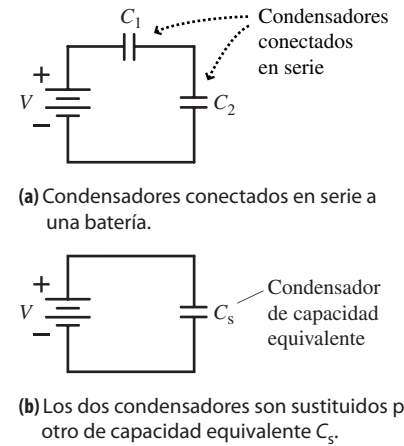 C₁
Condensadores
conectados
en serie
+
V
−
C₂
(a) Condensadores conectados en serie a
una batería.
+
V
−
Cₛ
Condensador
de capacidad
equivalente
(b) Los dos condensadores son sustituidos p
otro de capacidad equivalente Cₛ.